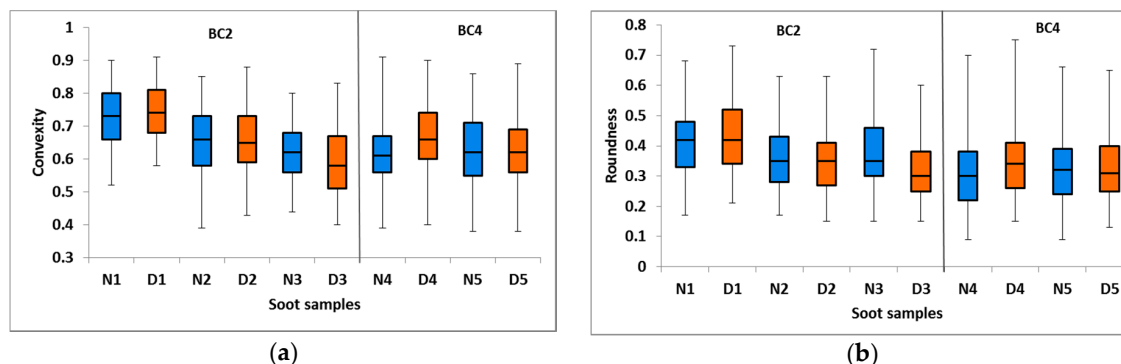 BC2 BC4
1
0.9
0.8
0.7
0.6
0.5
0.4
0.3
Convexity
N1 D1 N2 D2 N3 D3 N4 D4 N5 D5
Soot samples
(a)
BC2 BC4
0.8
0.7
0.6
0.5
0.4
0.3
0.2
0.1
0
Roundness
N1 D1 N2 D2 N3 D3 N4 D4 N5 D5
Soot samples
(b)